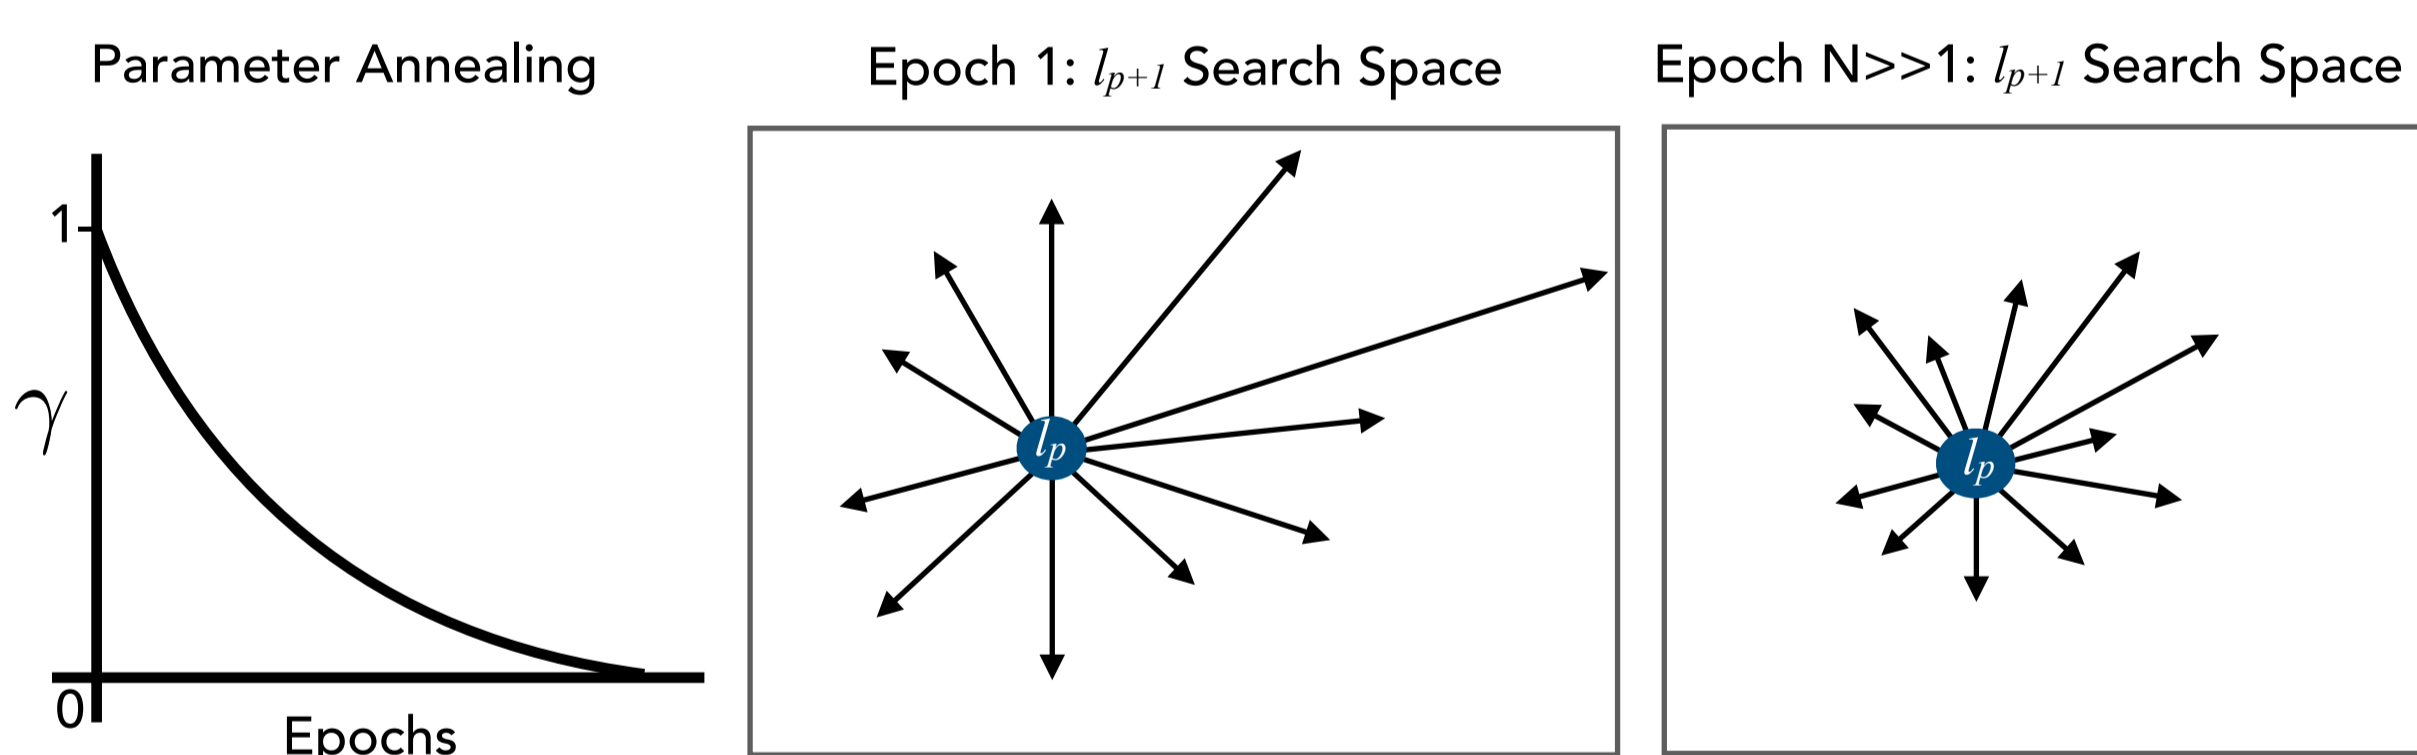 Parameter Annealing
Epoch 1: lp+1 Search Space
Epoch N>>1: lp+1 Search Space
1
γ
0
Epochs
lp
lp